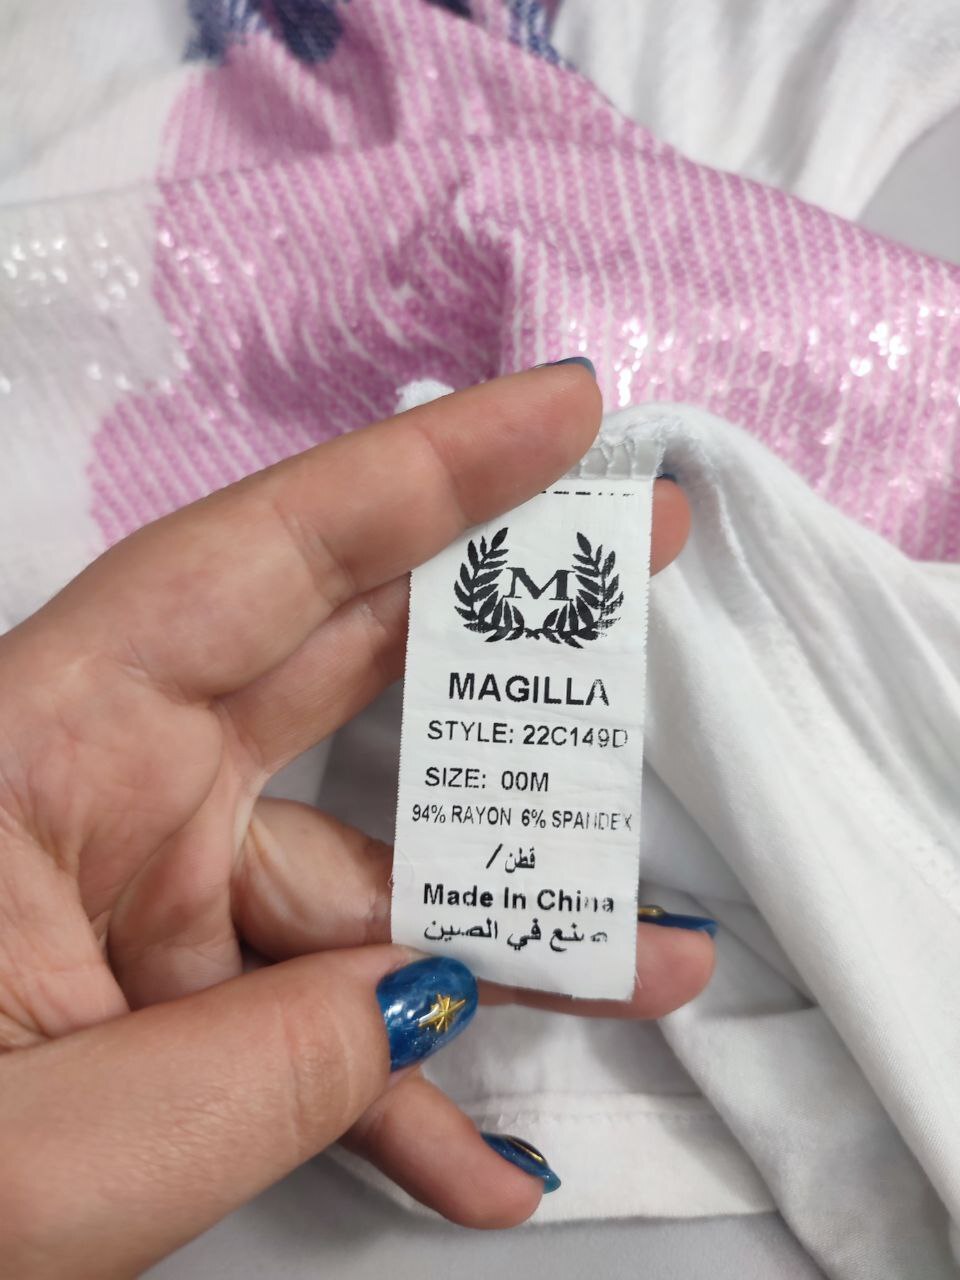 M
MAGILLA
STYLE: 22C149D
SIZE: 00M
94% RAYON 6% SPANDEX
قطن/
Made In China
صنع في الصين